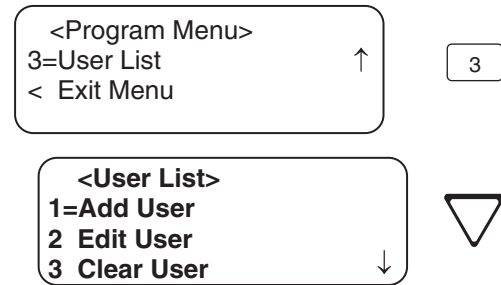 <Program Menu>
3=User List ↑
< Exit Menu
3
<User List>
1=Add User
2 Edit User
3 Clear User ↓